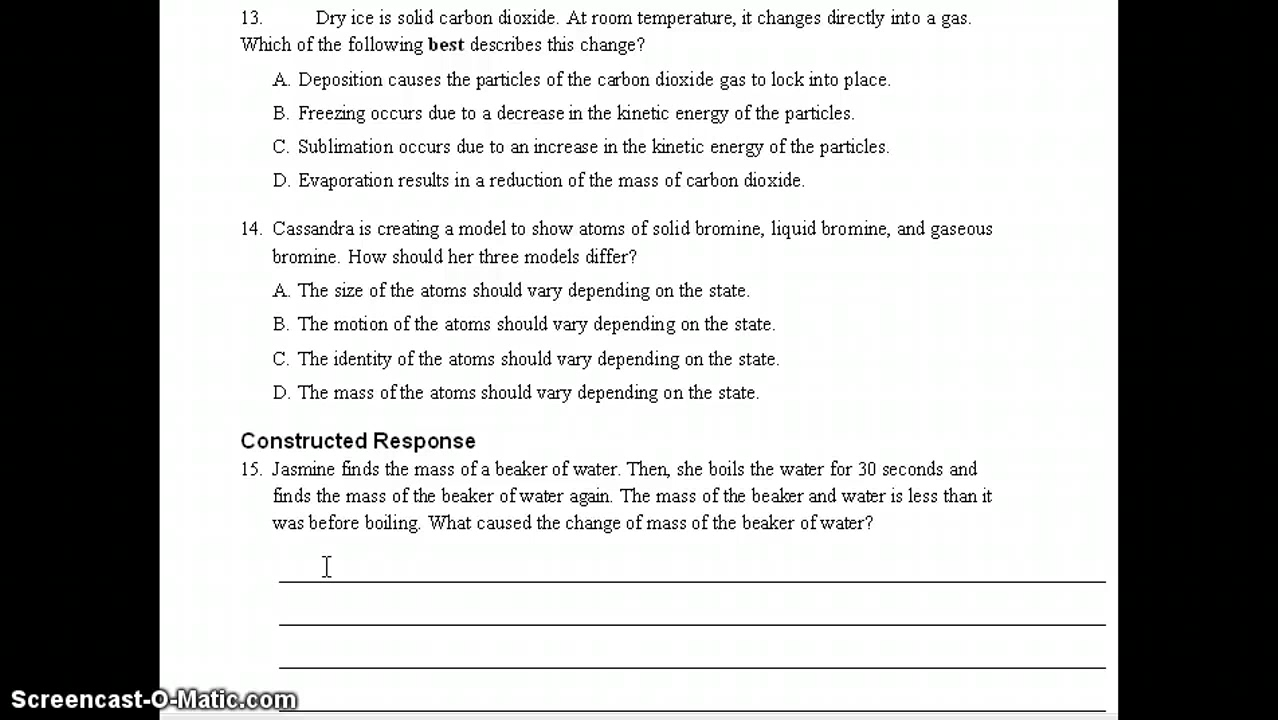 13. Dry ice is solid carbon dioxide. At room temperature, it changes directly into a gas.
Which of the following best describes this change?
A. Deposition causes the particles of the carbon dioxide gas to lock into place.
B. Freezing occurs due to a decrease in the kinetic energy of the particles.
C. Sublimation occurs due to an increase in the kinetic energy of the particles.
D. Evaporation results in a reduction of the mass of carbon dioxide.
14. Cassandra is creating a model to show atoms of solid bromine, liquid bromine, and gaseous
bromine. How should her three models differ?
A. The size of the atoms should vary depending on the state.
B. The motion of the atoms should vary depending on the state.
C. The identity of the atoms should vary depending on the state.
D. The mass of the atoms should vary depending on the state.
Constructed Response
15. Jasmine finds the mass of a beaker of water. Then, she boils the water for 30 seconds and
finds the mass of the beaker of water again. The mass of the beaker and water is less than it
was before boiling. What caused the change of mass of the beaker of water?
Screencast-O-Matic.com